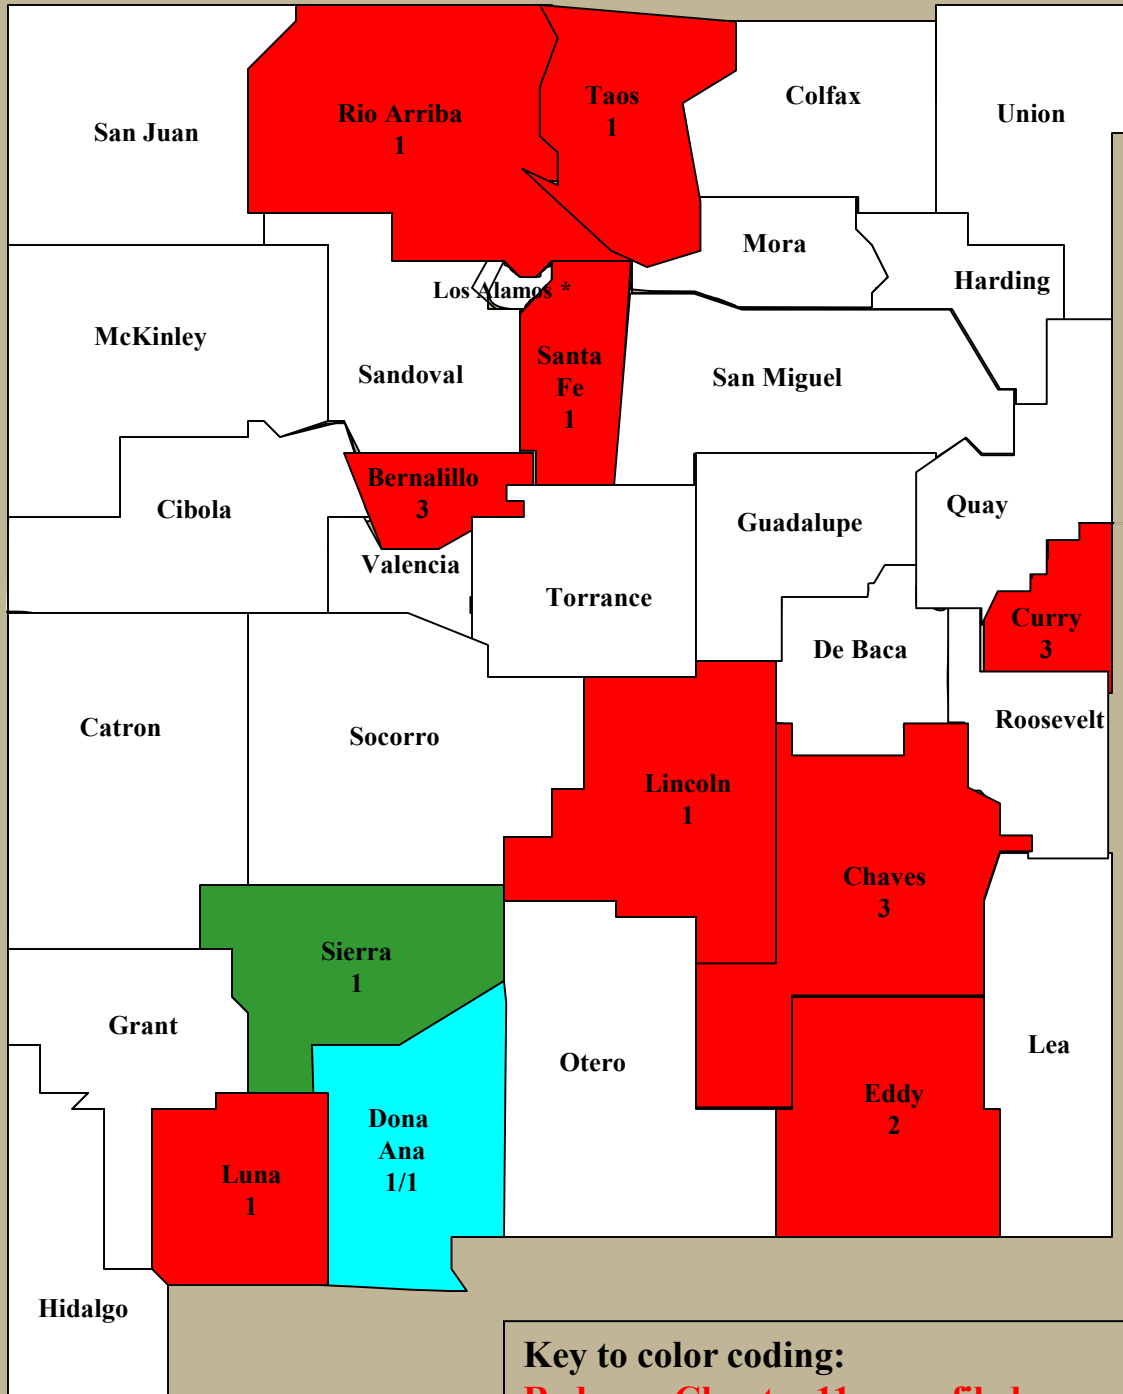 San Juan
Rio Arriba
1
Taos
1
Colfax
Union
Mora
Harding
Los Alamos *
McKinley
Sandoval
Santa
Fe
1
San Miguel
Bernalillo
3
Cibola
Valencia
Guadalupe
Quay
Torrance
Curry
3
De Baca
Catron
Socorro
Roosevelt
Lincoln
1
Chaves
3
Sierra
1
Grant
Otero
Lea
Eddy
2
Dona
Ana
1/1
Luna
1
Hidalgo
Key to color coding: